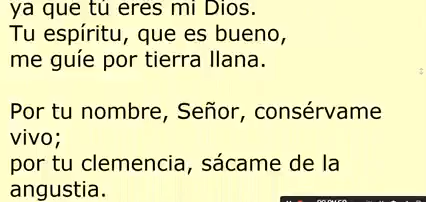 ya que tú eres mi Dios.
Tu espíritu, que es bueno,
me guíe por tierra llana.
Por tu nombre, Señor, consérvame
vivo;
por tu clemencia, sácame de la
angustia.